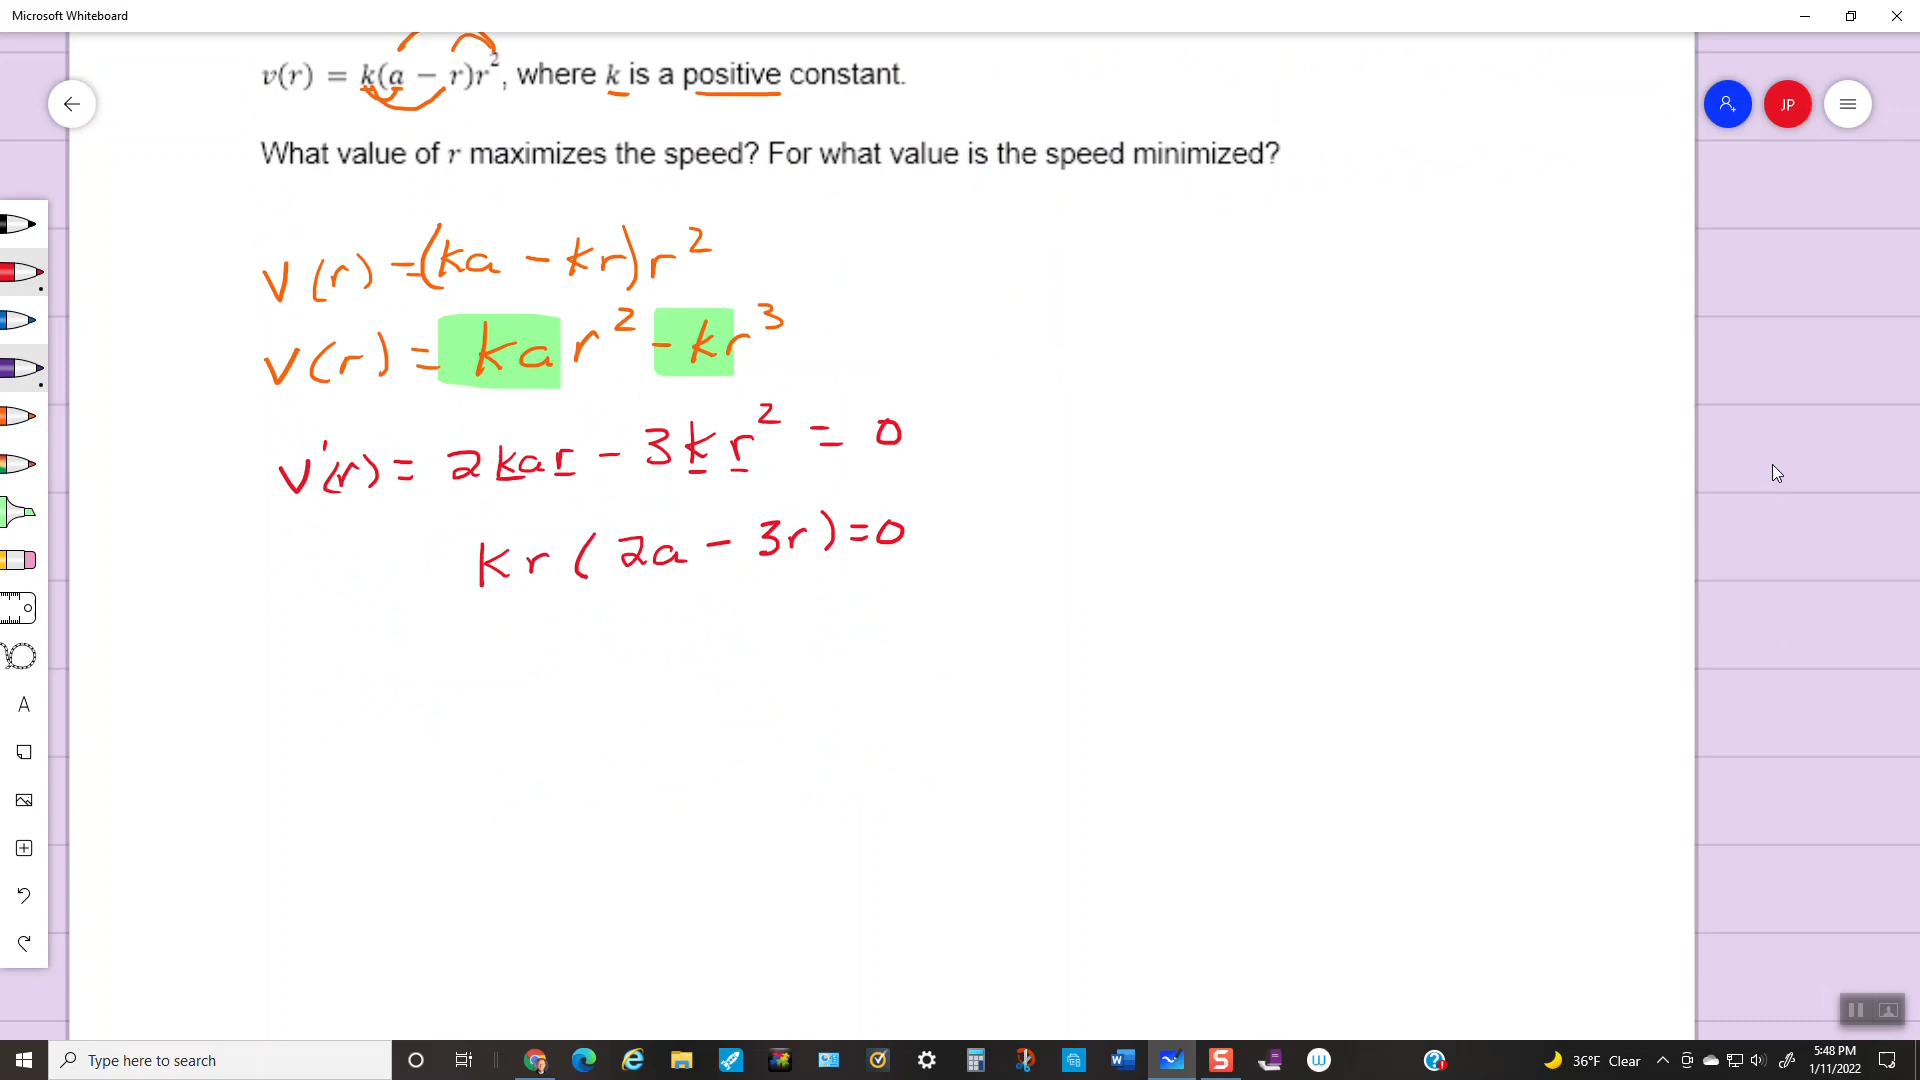 Microsoft Whiteboard
v(r) = k(a − r)r², where k is a positive constant.
JP
What value of r maximizes the speed? For what value is the speed minimized?
v(r) = (ka − kr)r²
v(r) = kar² − kr³
v'(r) = 2kar − 3kr² = 0
kr(2a − 3r) = 0
A
Type here to search
36°F Clear
5:48 PM
1/11/2022